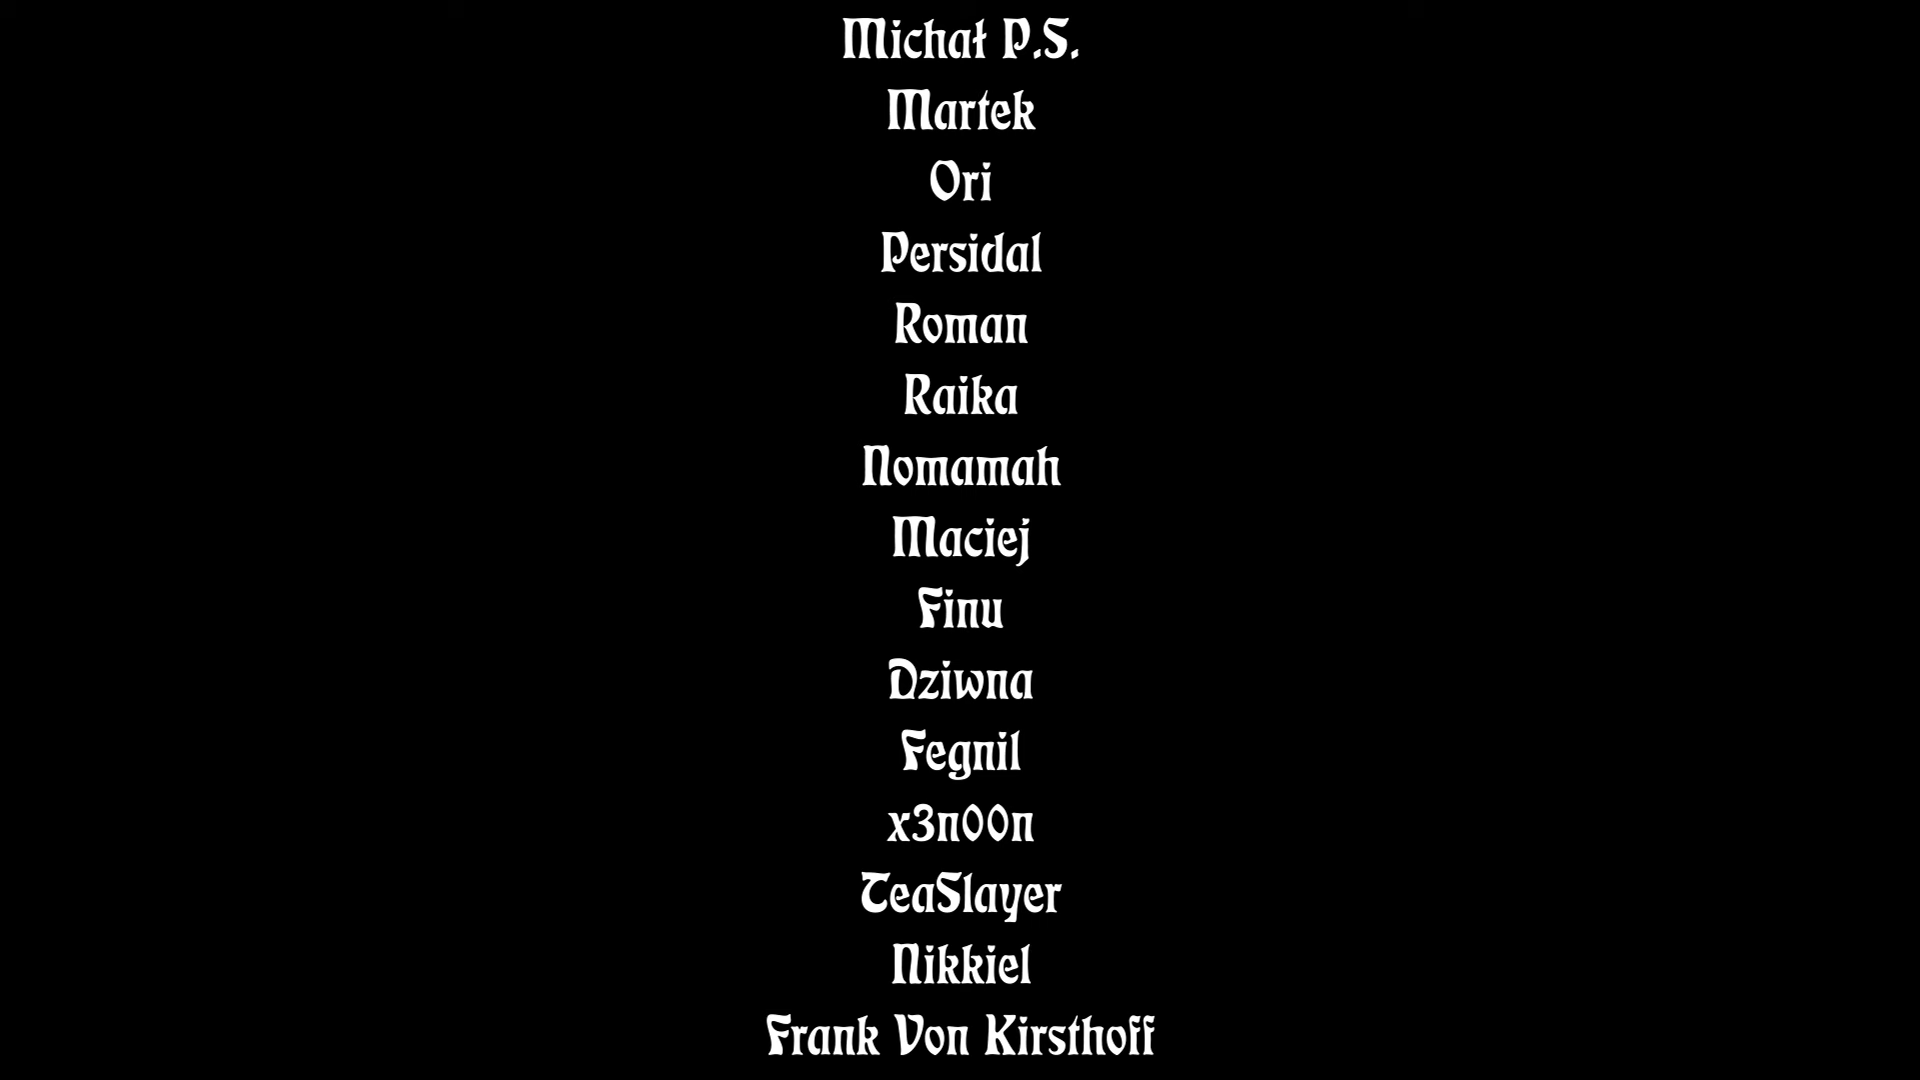 Michał P.S.
Martek
Ori
Persidal
Roman
Raika
Nomamah
Maciej
Finu
Dziwna
Fegnil
x3n00n
TeaSlayer
Nikkiel
Frank Von Kirsthoff